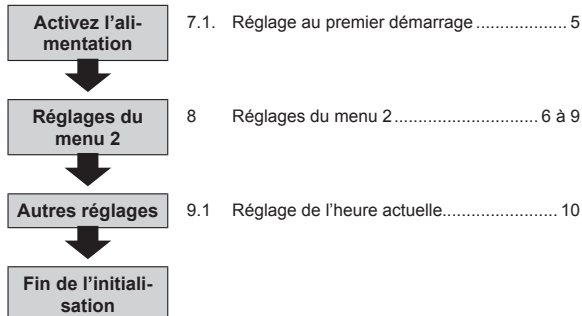 Activez l'ali-
mentation
7.1. Réglage au premier démarrage .................... 5
Réglages du
menu 2
8 Réglages du menu 2 ............................. 6 à 9
Autres réglages
9.1 Réglage de l'heure actuelle......................... 10
Fin de l'initiali-
sation